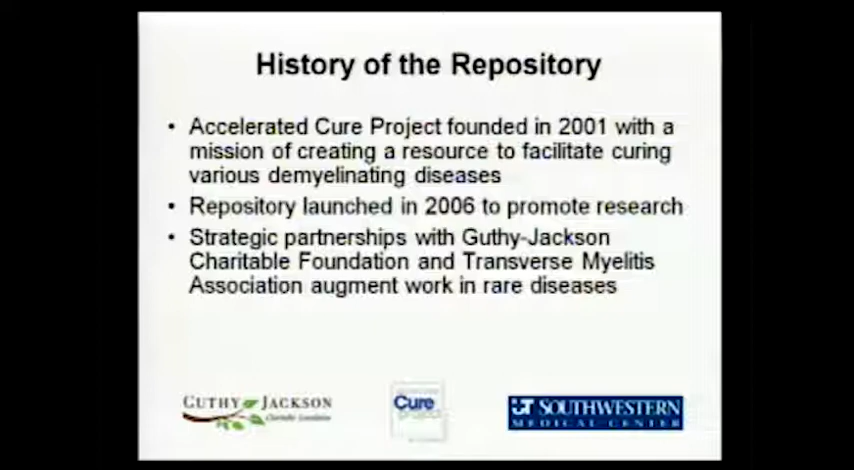 History of the Repository
• Accelerated Cure Project founded in 2001 with a
mission of creating a resource to facilitate curing
various demyelinating diseases
• Repository launched in 2006 to promote research
• Strategic partnerships with Guthy-Jackson
Charitable Foundation and Transverse Myelitis
Association augment work in rare diseases
GUTHY JACKSON
Charitable Foundation
Cure
UT SOUTHWESTERN
MEDICAL CENTER